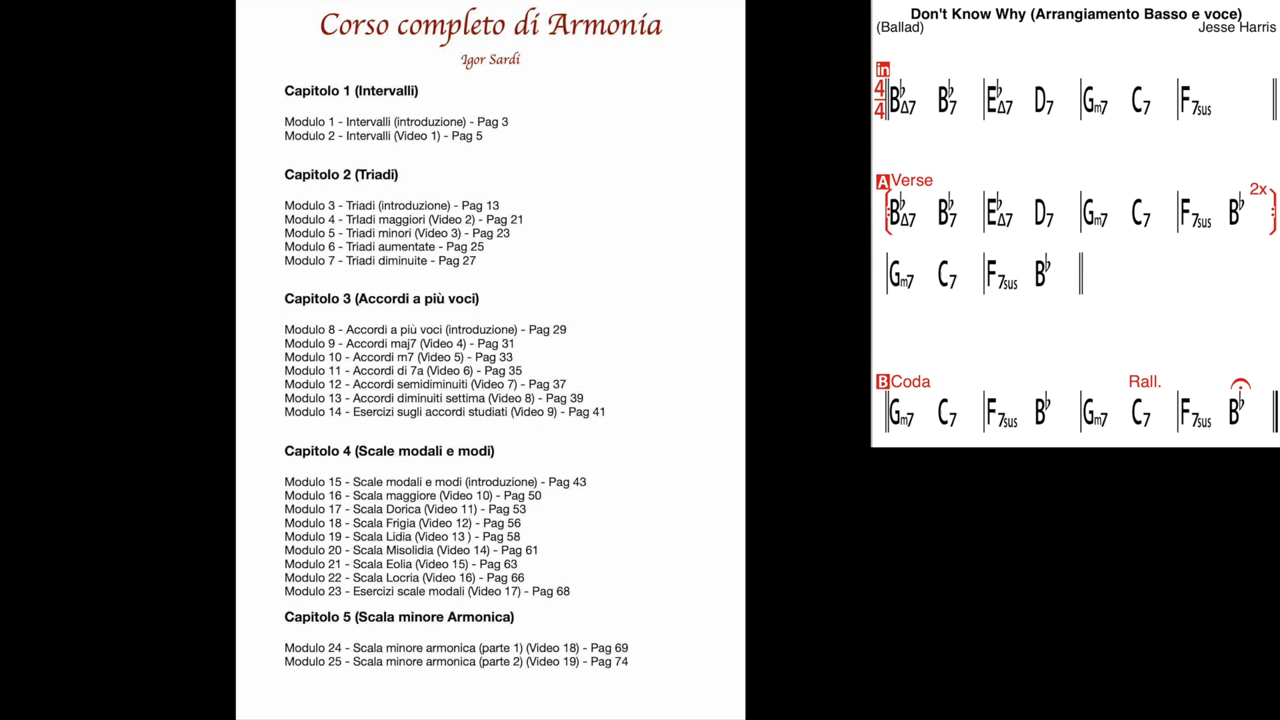 Corso completo di Armonia
Igor Sardi
Capitolo 1 (Intervalli)
Modulo 1 - Intervalli (introduzione) - Pag 3
Modulo 2 - Intervalli (Video 1) - Pag 5
Capitolo 2 (Triadi)
Modulo 3 - Triadi (introduzione) - Pag 13
Modulo 4 - TrIadi maggiori (Video 2) - Pag 21
Modulo 5 - Triadi minori (Video 3) - Pag 23
Modulo 6 - Triadi aumentate - Pag 25
Modulo 7 - Triadi diminuite - Pag 27
Capitolo 3 (Accordi a più voci)
Modulo 8 - Accordi a più voci (introduzione) - Pag 29
Modulo 9 - Accordi maj7 (Video 4) - Pag 31
Modulo 10 - Accordi m7 (Video 5) - Pag 33
Modulo 11 - Accordi di 7a (Video 6) - Pag 35
Modulo 12 - Accordi semidiminuiti (Video 7) - Pag 37
Modulo 13 - Accordi diminuiti settima (Video 8) - Pag 39
Modulo 14 - Esercizi sugli accordi studiati (Video 9) - Pag 41
Capitolo 4 (Scale modali e modi)
Modulo 15 - Scale modali e modi (introduzione) - Pag 43
Modulo 16 - Scala maggiore (Video 10) - Pag 50
Modulo 17 - Scala Dorica (Video 11) - Pag 53
Modulo 18 - Scala Frigia (Video 12) - Pag 56
Modulo 19 - Scala Lidia (Video 13 ) - Pag 58
Modulo 20 - Scala Misolidia (Video 14) - Pag 61
Modulo 21 - Scala Eolia (Video 15) - Pag 63
Modulo 22 - Scala Locria (Video 16) - Pag 66
Modulo 23 - Esercizi scale modali (Video 17) - Pag 68
Capitolo 5 (Scala minore Armonica)
Modulo 24 - Scala minore armonica (parte 1) (Video 18) - Pag 69
Modulo 25 - Scala minore armonica (parte 2) (Video 19) - Pag 74
Don't Know Why (Arrangiamento Basso e voce)
(Ballad) Jesse Harris
in
4/4 B♭Δ7 B♭7 E♭Δ7 D7 Gm7 C7 F7sus
A Verse 2x
B♭Δ7 B♭7 E♭Δ7 D7 Gm7 C7 F7sus B♭
Gm7 C7 F7sus B♭
B Coda Rall.
Gm7 C7 F7sus B♭ Gm7 C7 F7sus B♭